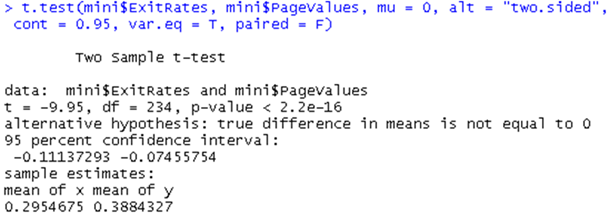 > t.test(mini$ExitRates, mini$PageValues, mu = 0, alt = "two.sided",
cont = 0.95, var.eq = T, paired = F)
Two Sample t-test
data: mini$ExitRates and mini$PageValues
t = -9.95, df = 234, p-value < 2.2e-16
alternative hypothesis: true difference in means is not equal to 0
95 percent confidence interval:
-0.11137293 -0.07455754
sample estimates:
mean of x mean of y
0.2954675 0.3884327